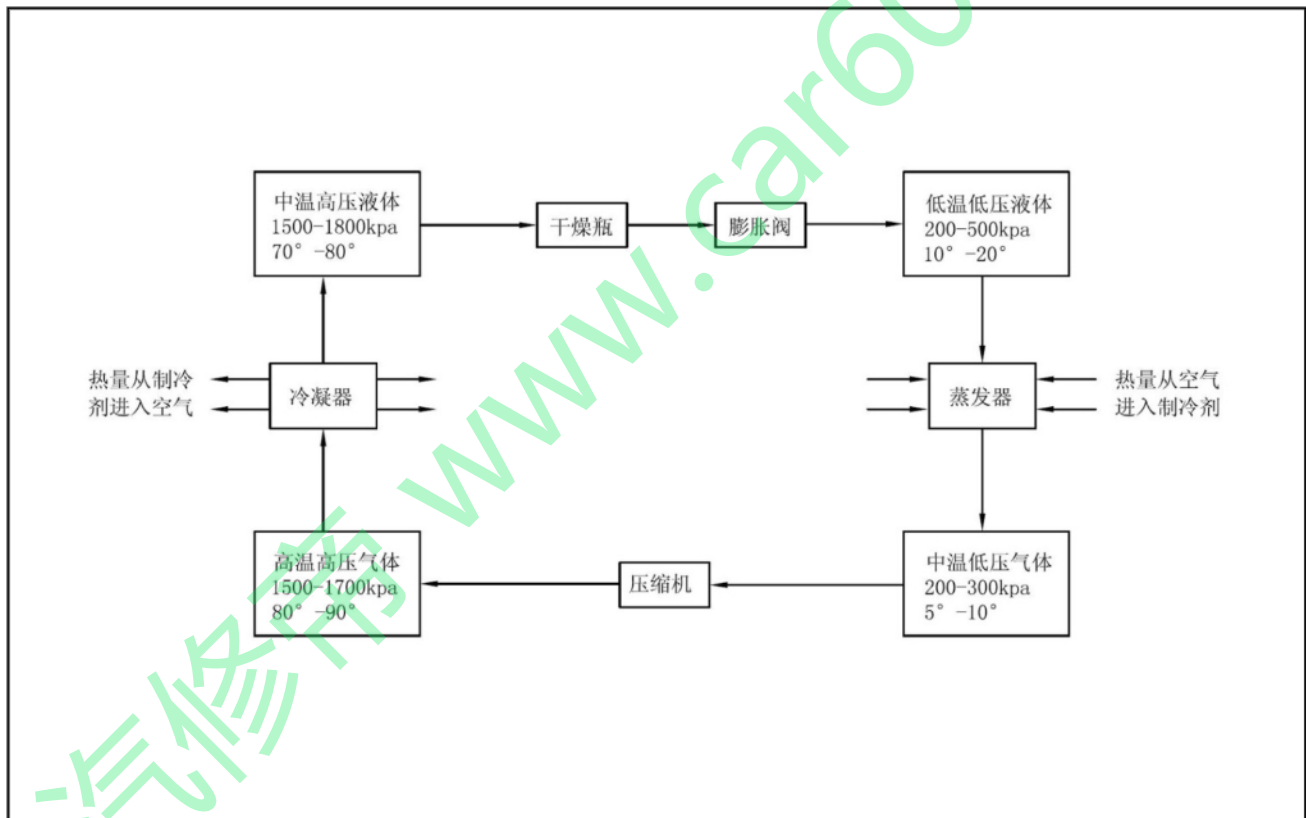 中温高压液体
1500-1800kpa
70° -80°
干燥瓶
膨胀阀
低温低压液体
200-500kpa
10° -20°
热量从制冷
剂进入空气
冷凝器
蒸发器
热量从空气
进入制冷剂
高温高压气体
1500-1700kpa
80° -90°
压缩机
中温低压气体
200-300kpa
5° -10°
汽修帝 www.car60